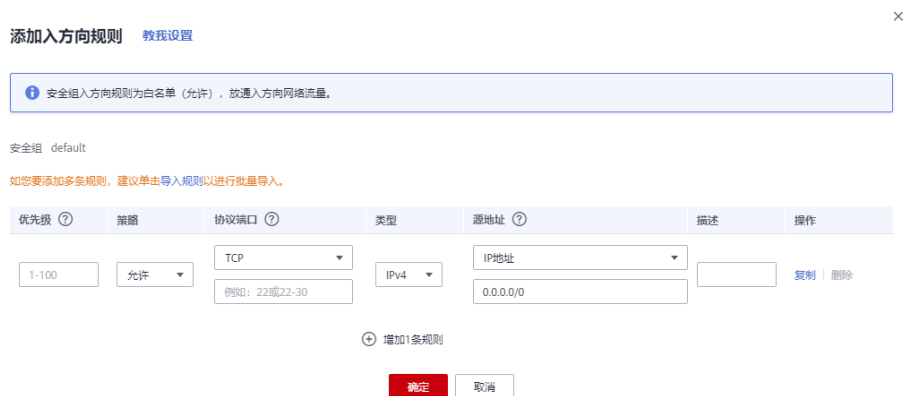 添加入方向规则 教我设置
安全组入方向规则为白名单（允许），放通入方向网络流量。
安全组 default
如您要添加多条规则，建议单击导入规则以进行批量导入。
优先级 策略 协议端口 类型 源地址 描述 操作
TCP IP地址
1-100 允许 IPv4 复制 删除
例如：22或22-30 0.0.0.0/0
增加1条规则
确定 取消